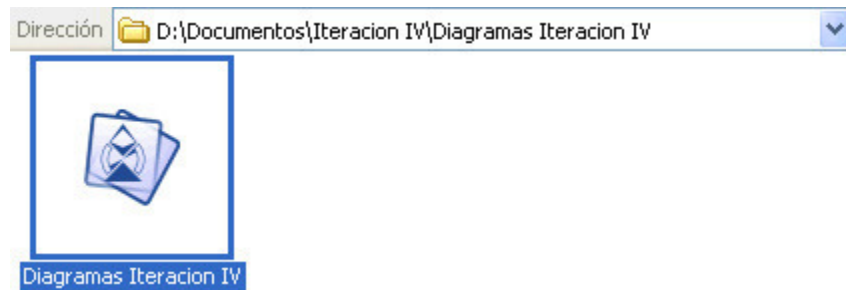 Dirección D:\Documentos\Iteracion IV\Diagramas Iteracion IV
Diagramas Iteracion IV